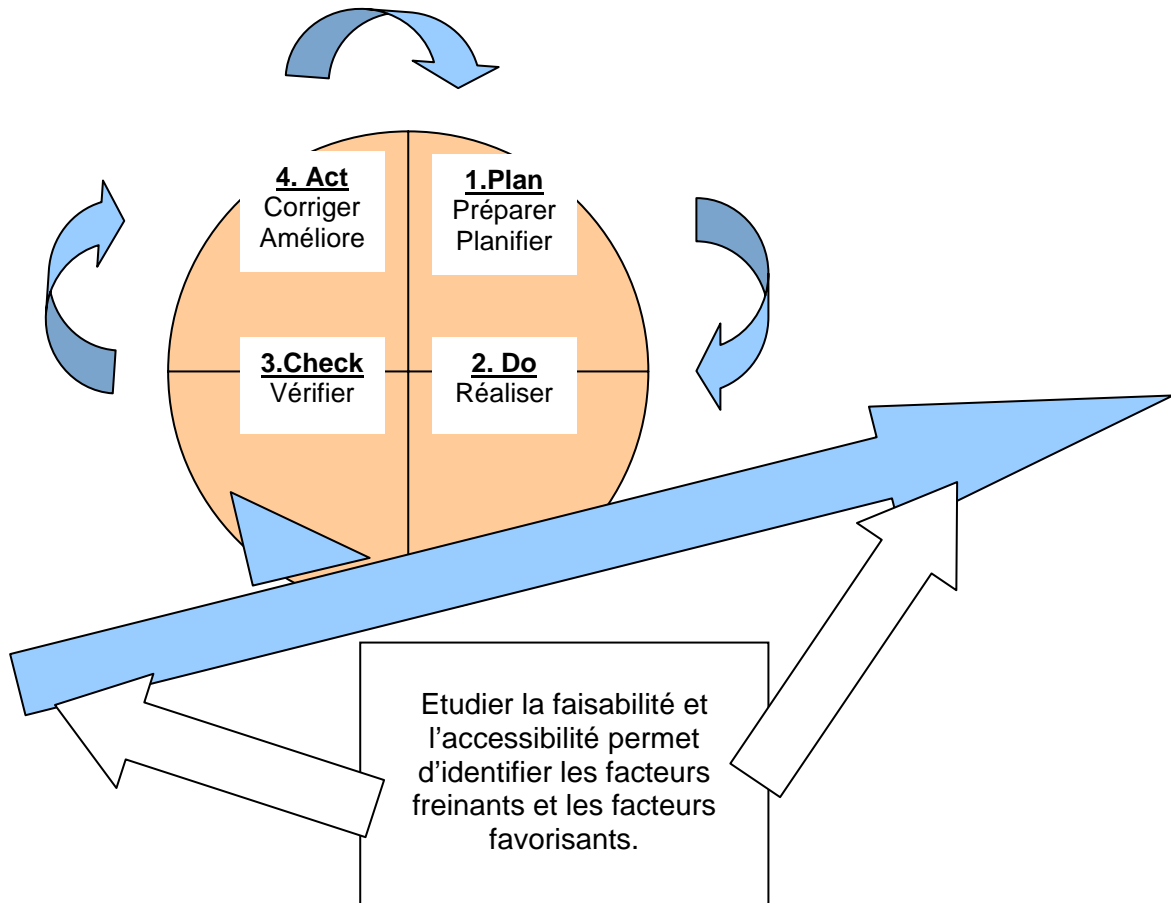 4. Act
Corriger
Améliore
1.Plan
Préparer
Planifier
3.Check
Vérifier
2. Do
Réaliser
Etudier la faisabilité et
l’accessibilité permet
d’identifier les facteurs
freinants et les facteurs
favorisants.